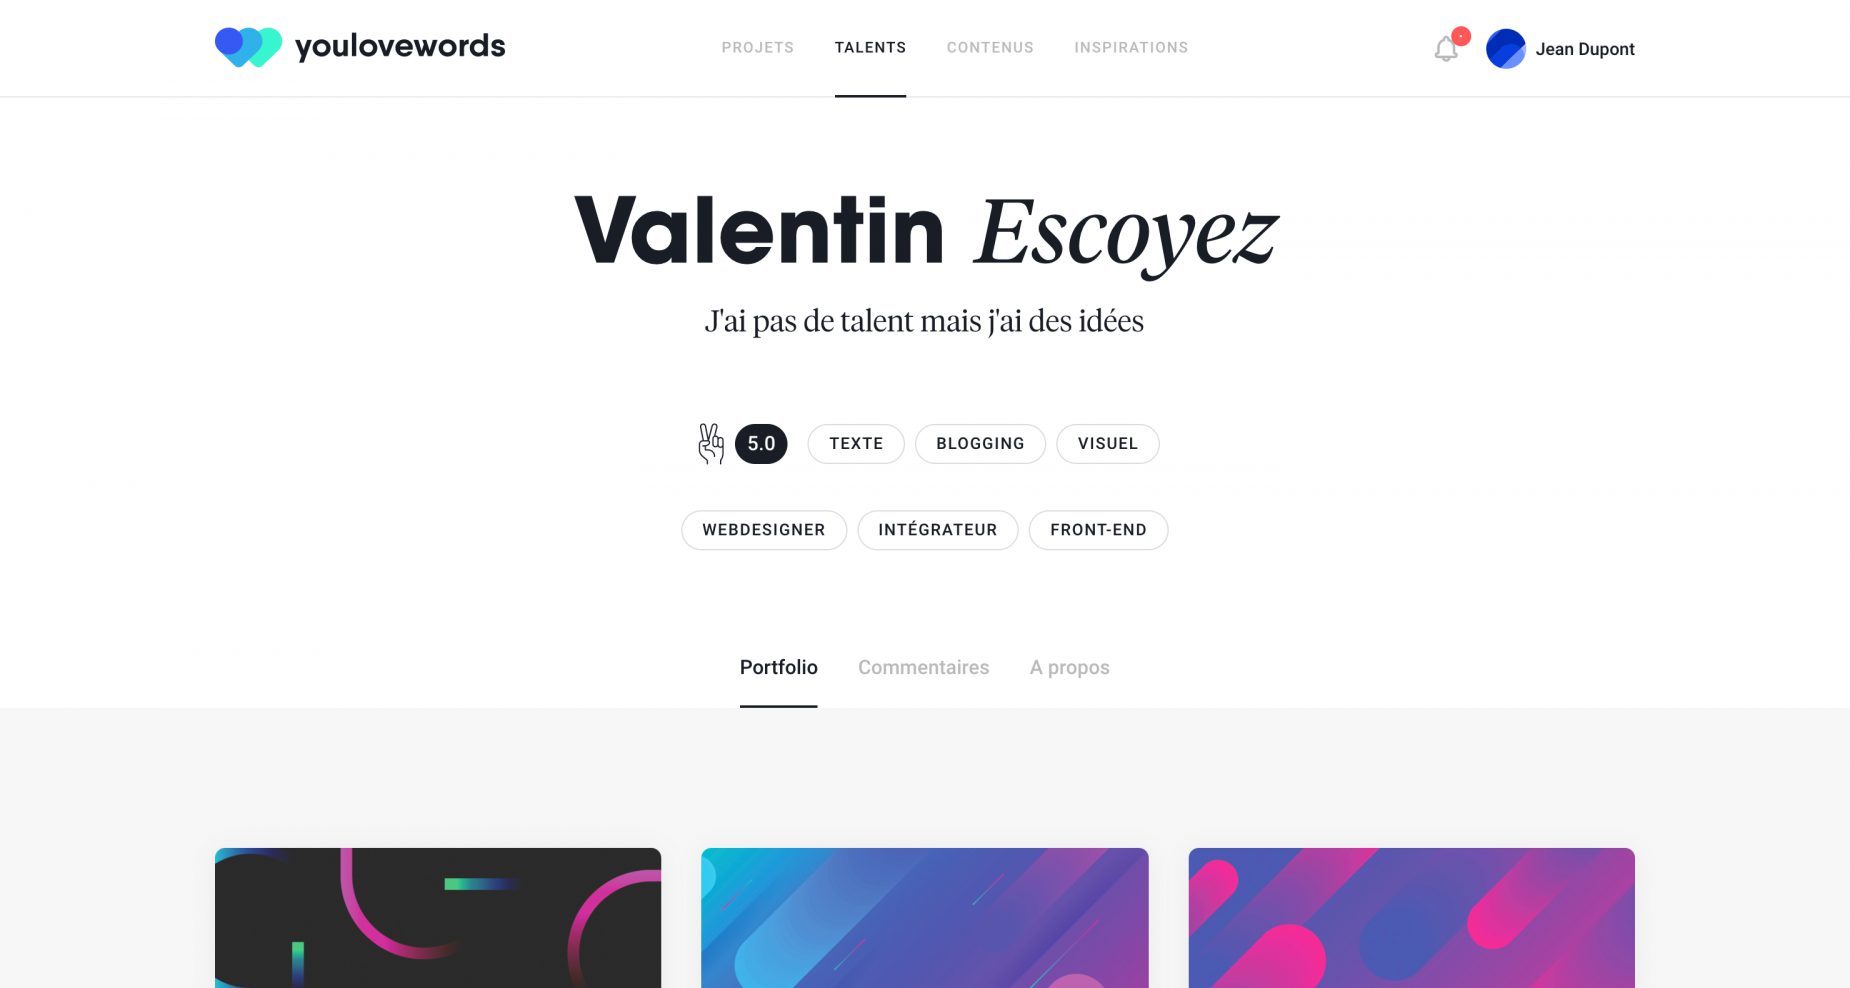 youlovewords
PROJETS TALENTS CONTENUS INSPIRATIONS
Jean Dupont
Valentin Escoyez
J'ai pas de talent mais j'ai des idées
5.0 TEXTE BLOGGING VISUEL
WEBDESIGNER INTÉGRATEUR FRONT-END
Portfolio Commentaires A propos